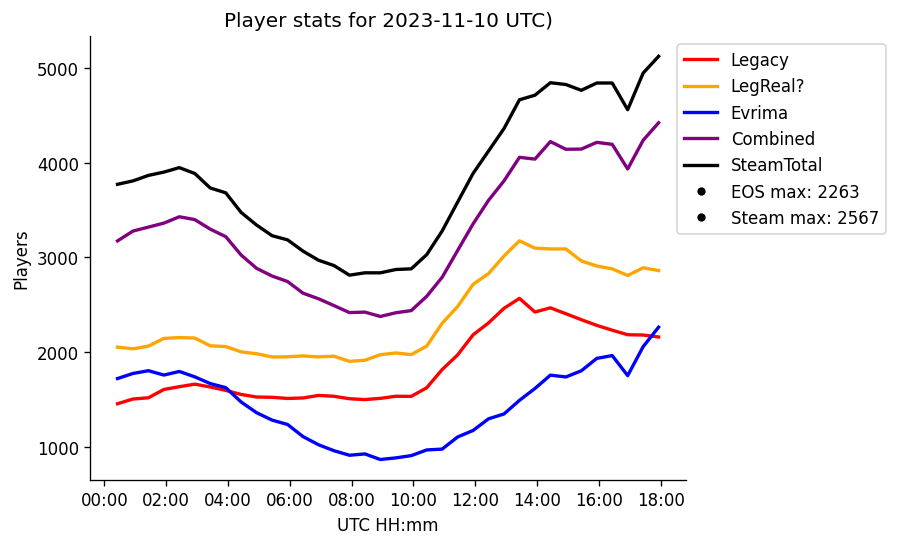 Player stats for 2023-11-10 UTC)
Legacy
LegReal?
Evrima
Combined
SteamTotal
EOS max: 2263
Steam max: 2567
Players
5000
4000
3000
2000
1000
00:00 02:00 04:00 06:00 08:00 10:00 12:00 14:00 16:00 18:00
UTC HH:mm